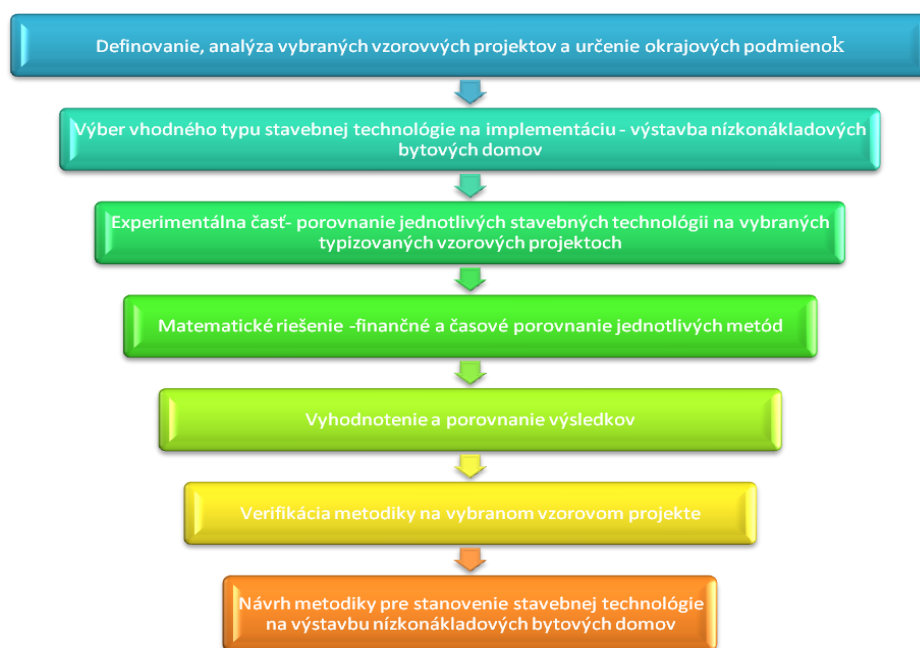 Definovanie, analýza vybraných vzorovvých projektov a určenie okrajových podmienok
Výber vhodného typu stavebnej technológie na implementáciu - výstavba nízkonákladových
bytových domov
Experimentálna časť- porovnanie jednotlivých stavebných technológii na vybraných
typizovaných vzorových projektoch
Matematické riešenie -finančné a časové porovnanie jednotlivých metód
Vyhodnotenie a porovnanie výsledkov
Verifikácia metodiky na vybranom vzorovom projekte
Návrh metodiky pre stanovenie stavebnej technológie
na výstavbu nízkonákladových bytových domov